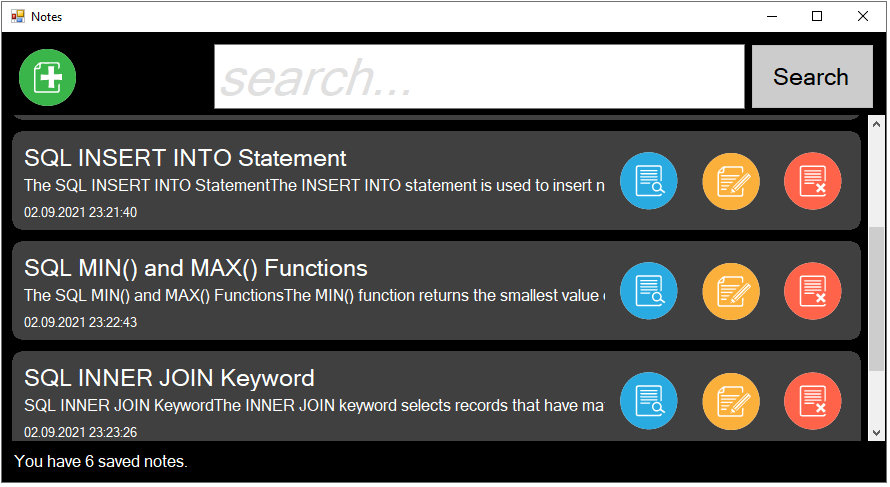 Notes
search...
Search
SQL INSERT INTO Statement
The SQL INSERT INTO StatementThe INSERT INTO statement is used to insert n
02.09.2021 23:21:40
SQL MIN() and MAX() Functions
The SQL MIN() and MAX() FunctionsThe MIN() function returns the smallest value
02.09.2021 23:22:43
SQL INNER JOIN Keyword
SQL INNER JOIN KeywordThe INNER JOIN keyword selects records that have ma
02.09.2021 23:23:26
You have 6 saved notes.